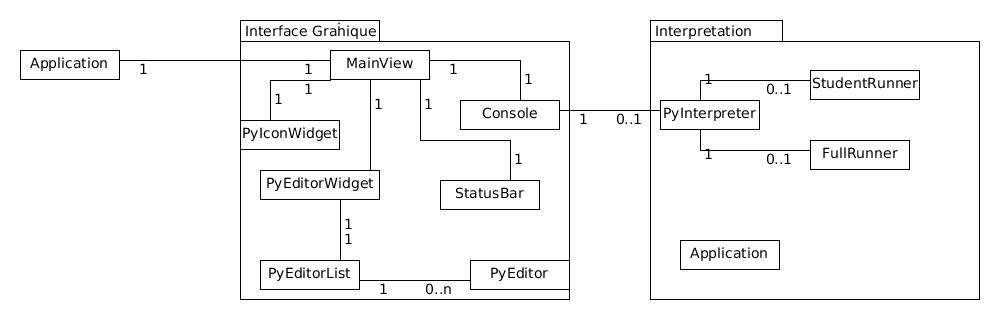 Interface Grahîque
Interpretation
Application
1
1
MainView
1
1
1
1
1
1
StudentRunner
1
0..1
PyIconWidget
Console
1
0..1
PyInterpreter
1
0..1
FullRunner
1
PyEditorWidget
StatusBar
1
1
Application
PyEditorList
1
0..n
PyEditor